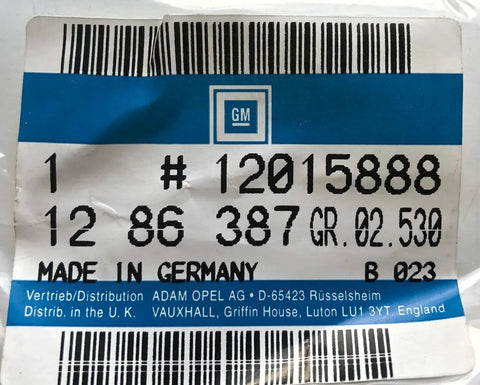 GM
1 # 12015888
12 86 387 GR.02.530
MADE IN GERMANY B 023
Vertrieb/Distribution ADAM OPEL AG • D-65423 Rüsselsheim
Distrib. in the U. K. VAUXHALL, Griffin House, Luton LU1 3YT, England